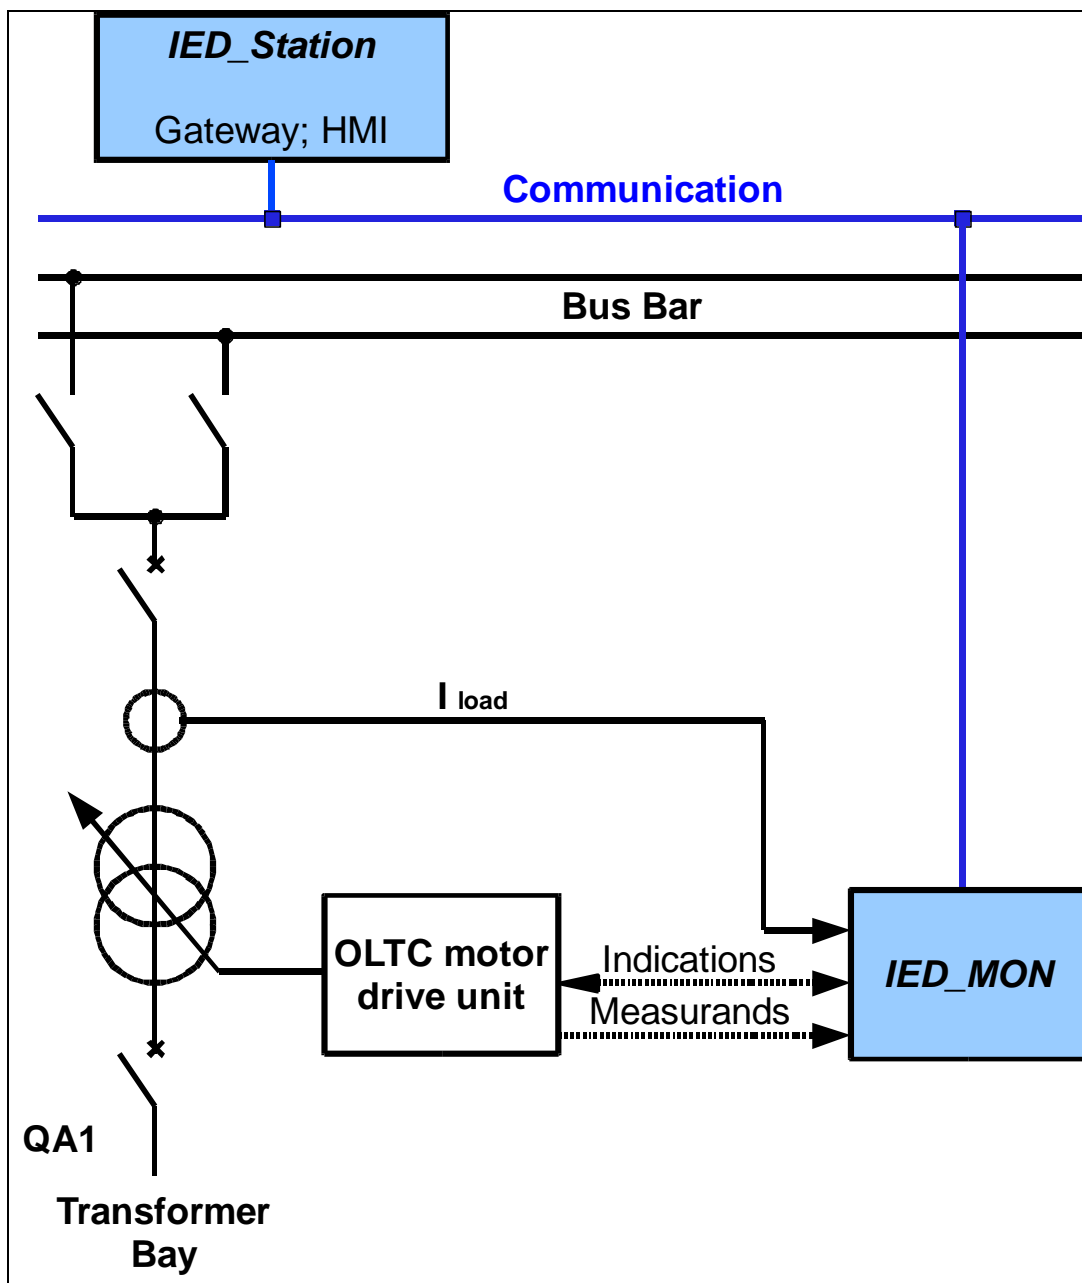 IED_Station
Gateway; HMI
Communication
Bus Bar
I load
OLTC motor
drive unit
Indications
Measurands
IED_MON
QA1
Transformer
Bay